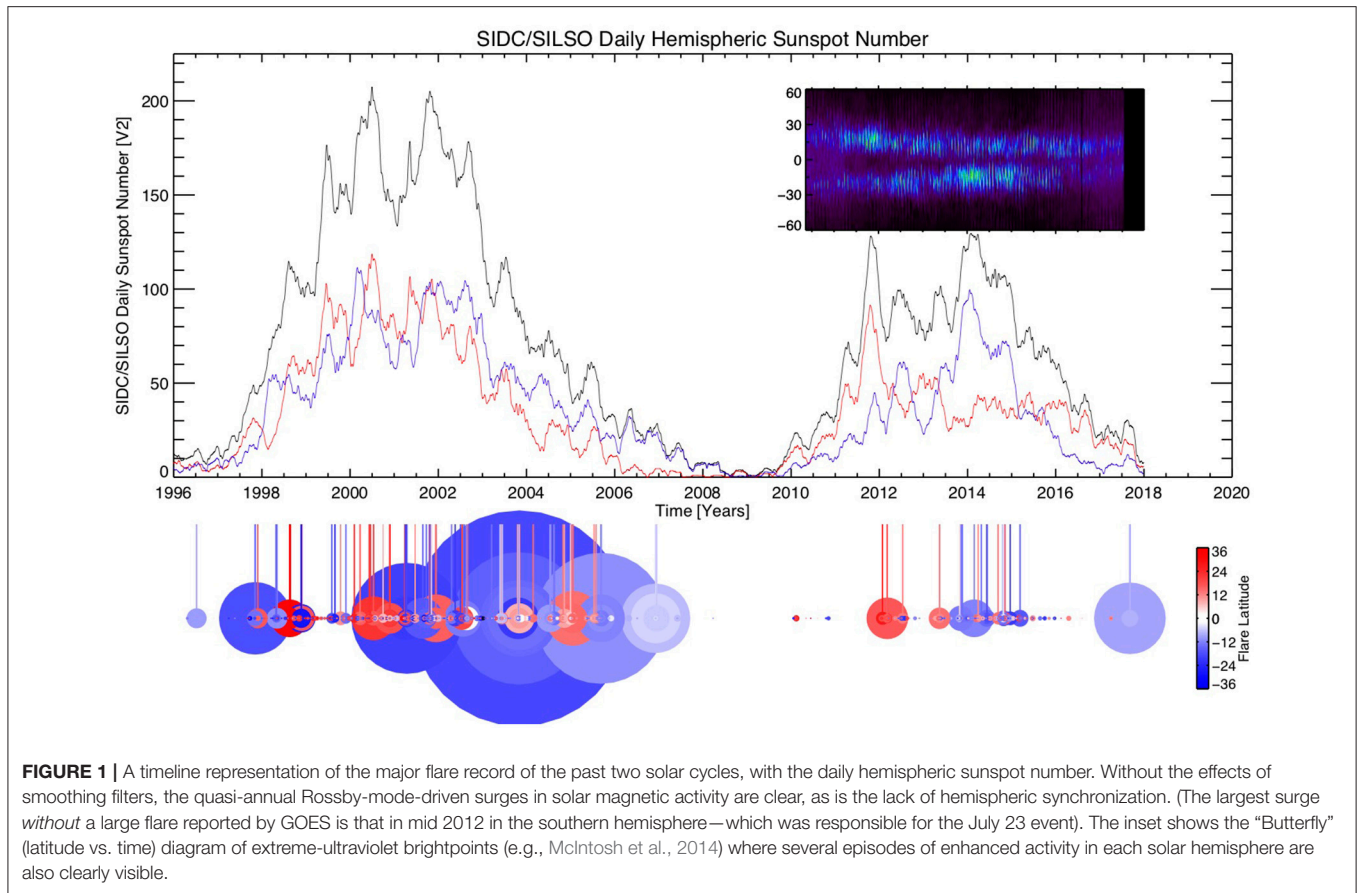 SIDC/SILSO Daily Hemispheric Sunspot Number
SIDC/SILSO Daily Sunspot Number [V2]
200
150
100
50
0
60
30
0
-30
-60
1996 1998 2000 2002 2004 2006 2008 2010 2012 2014 2016 2018 2020
Time [Years]
36
24
12
0
-12
-24
-36
Flare Latitude
FIGURE 1 | A timeline representation of the major flare record of the past two solar cycles, with the daily hemispheric sunspot number. Without the effects of
smoothing filters, the quasi-annual Rossby-mode-driven surges in solar magnetic activity are clear, as is the lack of hemispheric synchronization. (The largest surge
without a large flare reported by GOES is that in mid 2012 in the southern hemisphere—which was responsible for the July 23 event). The inset shows the “Butterfly”
(latitude vs. time) diagram of extreme-ultraviolet brightpoints (e.g., McIntosh et al., 2014) where several episodes of enhanced activity in each solar hemisphere are
also clearly visible.